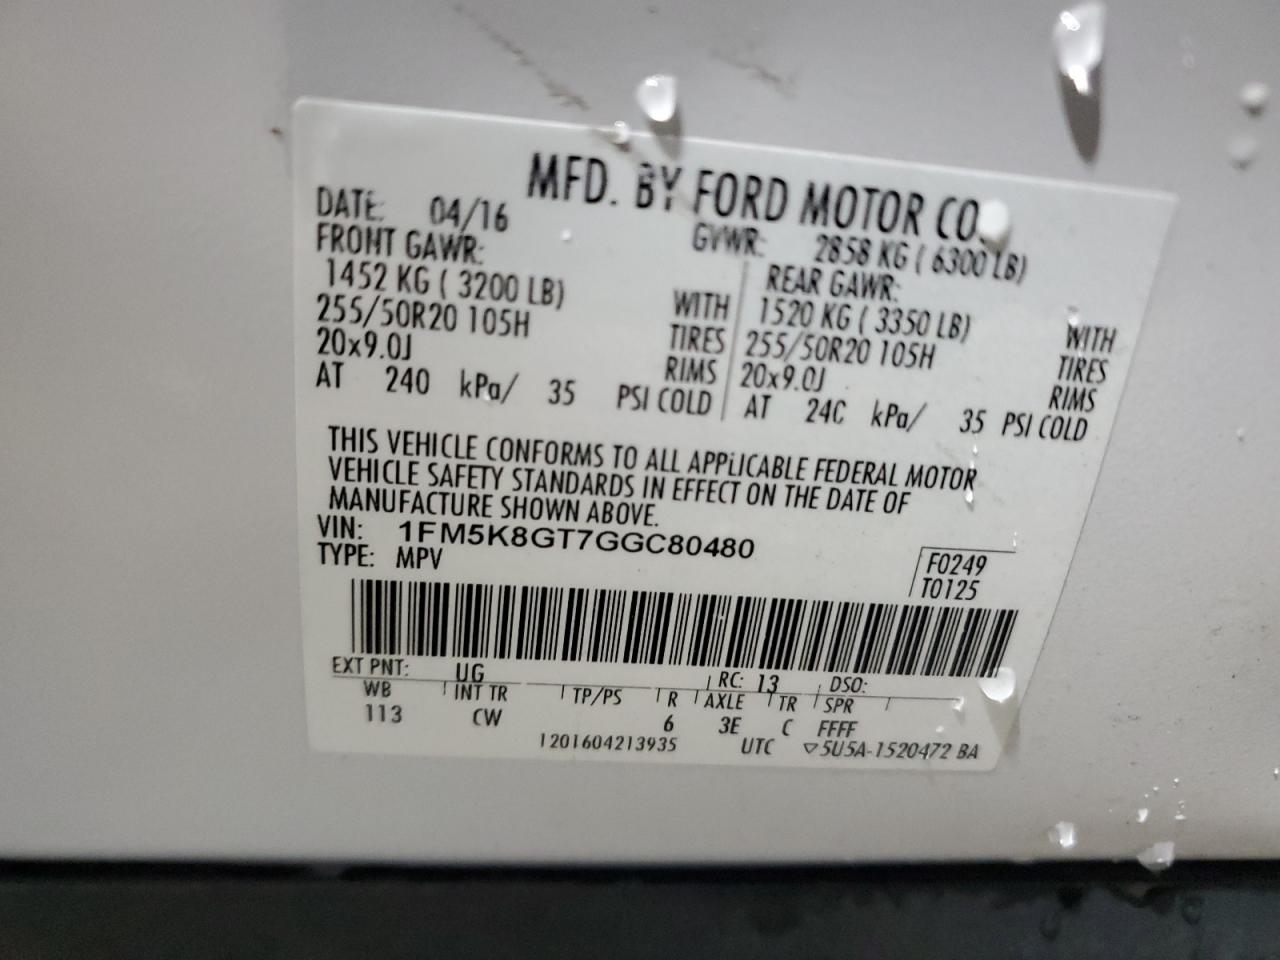 MFD. BY FORD MOTOR CO.
DATE: 04/16 GVWR: 2858 KG ( 6300 LB)
FRONT GAWR: REAR GAWR:
1452 KG ( 3200 LB) WITH 1520 KG ( 3350 LB) WITH
255/50R20 105H TIRES 255/50R20 105H TIRES
20x9.0J RIMS 20x9.0J RIMS
AT 240 kPa/ 35 PSI COLD AT 240 kPa/ 35 PSI COLD
THIS VEHICLE CONFORMS TO ALL APPLICABLE FEDERAL MOTOR
VEHICLE SAFETY STANDARDS IN EFFECT ON THE DATE OF
MANUFACTURE SHOWN ABOVE.
VIN: 1FM5K8GT7GGC80480
TYPE: MPV F0249
T0125
EXT PNT: UG RC: 13 DSO:
WB INT TR TP/PS R AXLE TR SPR
113 CW 6 3E C FFFF
1201604213935 UTC ▽5U5A-1520472 BA